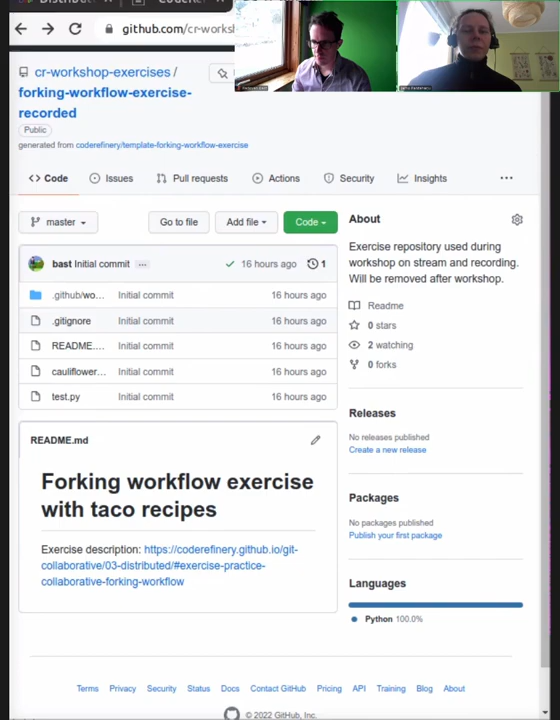 github.com/cr-worksh
cr-workshop-exercises /
forking-workflow-exercise-
recorded
Public
generated from coderefinery/template-forking-workflow-exercise
Code
Issues
Pull requests
Actions
Security
Insights
...
master
Go to file
Add file
Code
bast Initial commit ...
16 hours ago
1
.github/wo...
Initial commit
16 hours ago
.gitignore
Initial commit
16 hours ago
README....
Initial commit
16 hours ago
cauliflower...
Initial commit
16 hours ago
test.py
Initial commit
16 hours ago
README.md
Forking workflow exercise
with taco recipes
Exercise description: https://coderefinery.github.io/git-
collaborative/03-distributed/#exercise-practice-
collaborative-forking-workflow
About
Exercise repository used during
workshop on stream and recording.
Will be removed after workshop.
Readme
0 stars
2 watching
0 forks
Releases
No releases published
Create a new release
Packages
No packages published
Publish your first package
Languages
Python 100.0%
Terms
Privacy
Security
Status
Docs
Contact GitHub
Pricing
API
Training
Blog
About
© 2022 GitHub, Inc.